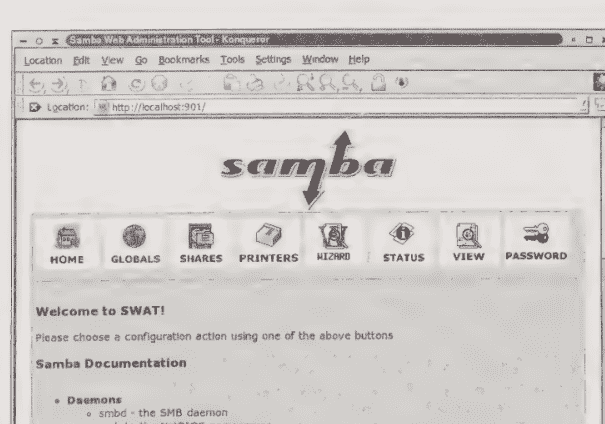 Samba Web Administration Tool - Konqueror
Location Edit View Go Bookmarks Tools Settings Window Help
Location: http://localhost:901/
samba
HOME GLOBALS SHARES PRINTERS WIZARD STATUS VIEW PASSWORD
Welcome to SWAT!
Please choose a configuration action using one of the above buttons
Samba Documentation
Daemons
smbd - the SMB daemon